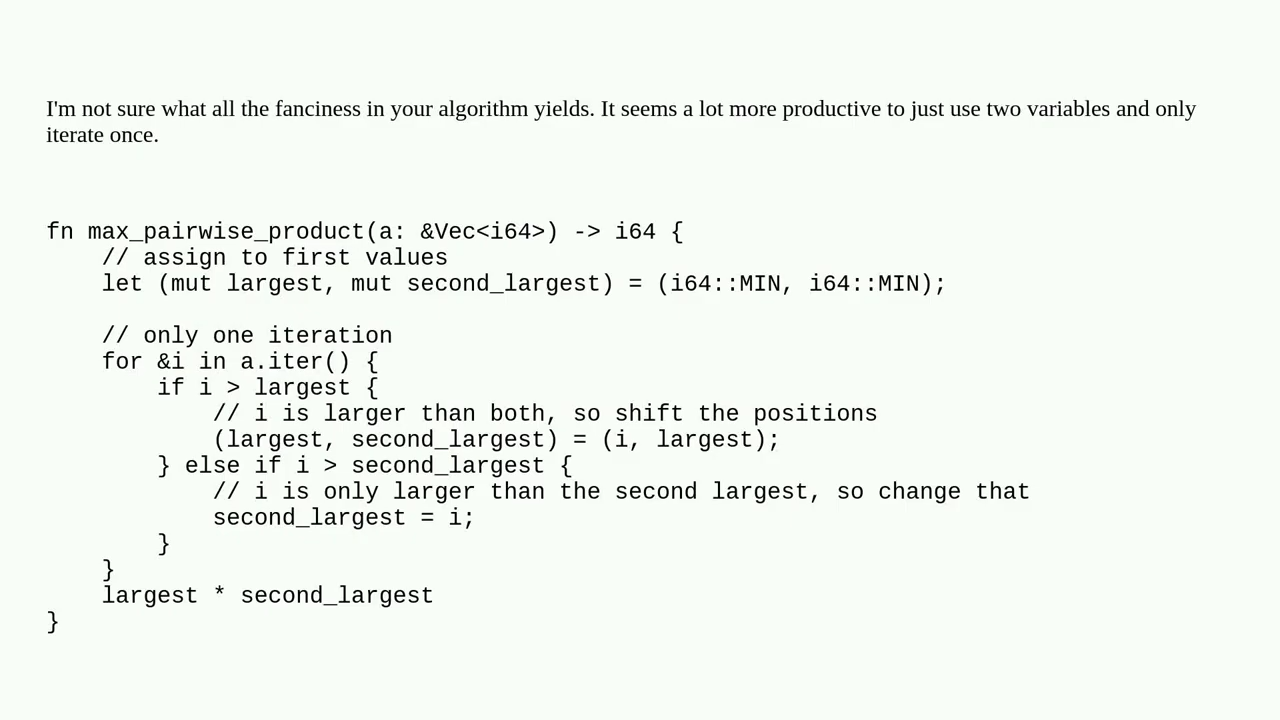 I'm not sure what all the fanciness in your algorithm yields. It seems a lot more productive to just use two variables and only
iterate once.
fn max_pairwise_product(a: &Vec<i64>) -> i64 {
    // assign to first values
    let (mut largest, mut second_largest) = (i64::MIN, i64::MIN);
    // only one iteration
    for &i in a.iter() {
        if i > largest {
            // i is larger than both, so shift the positions
            (largest, second_largest) = (i, largest);
        } else if i > second_largest {
            // i is only larger than the second largest, so change that
            second_largest = i;
        }
    }
    largest * second_largest
}